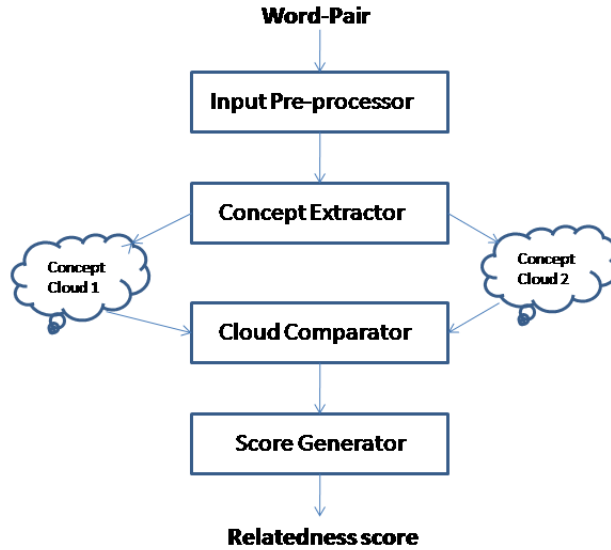 Word-Pair
Input Pre-processor
Concept Extractor
Concept
Cloud 1
Concept
Cloud 2
Cloud Comparator
Score Generator
Relatedness score